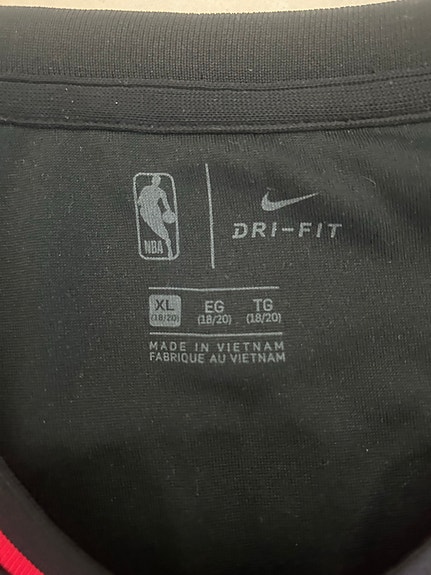 NBA
DRI-FIT
XL EG TG
(18/20) (18/20) (18/20)
MADE IN VIETNAM
FABRIQUE AU VIETNAM